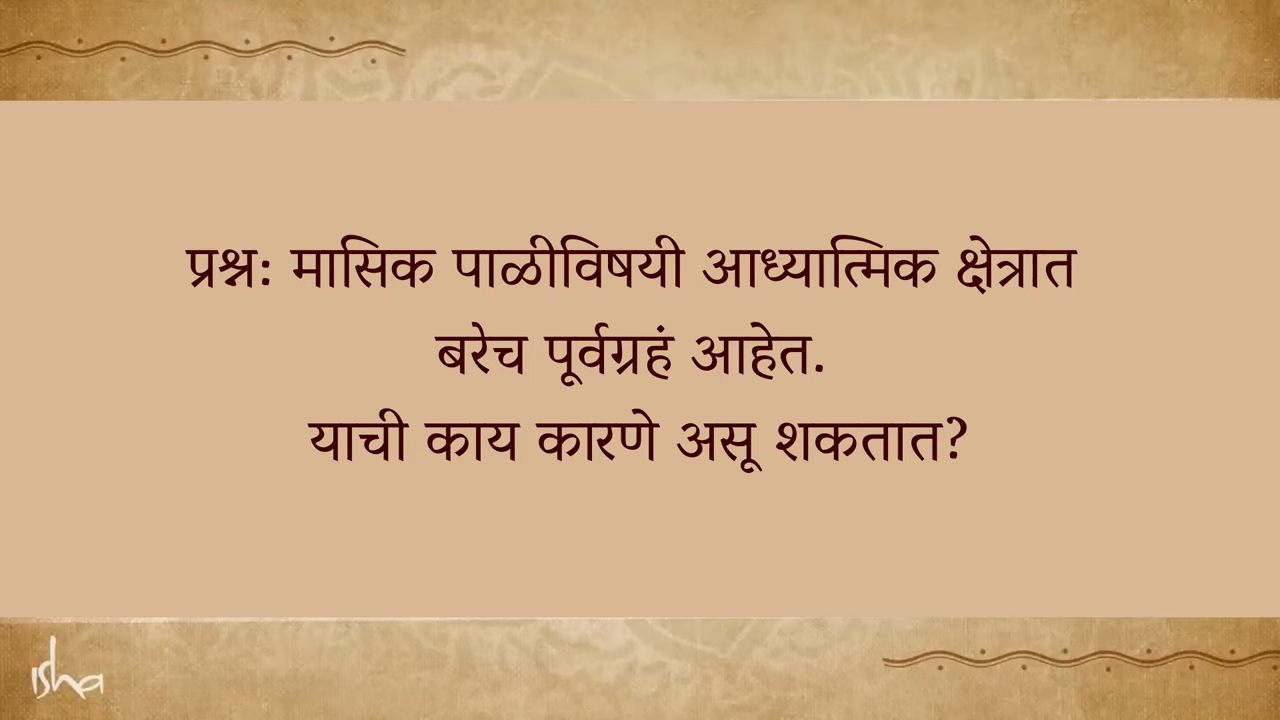 प्रश्न: मासिक पाळीविषयी आध्यात्मिक क्षेत्रात
बरेच पूर्वग्रहं आहेत.
याची काय कारणे असू शकतात?
isha